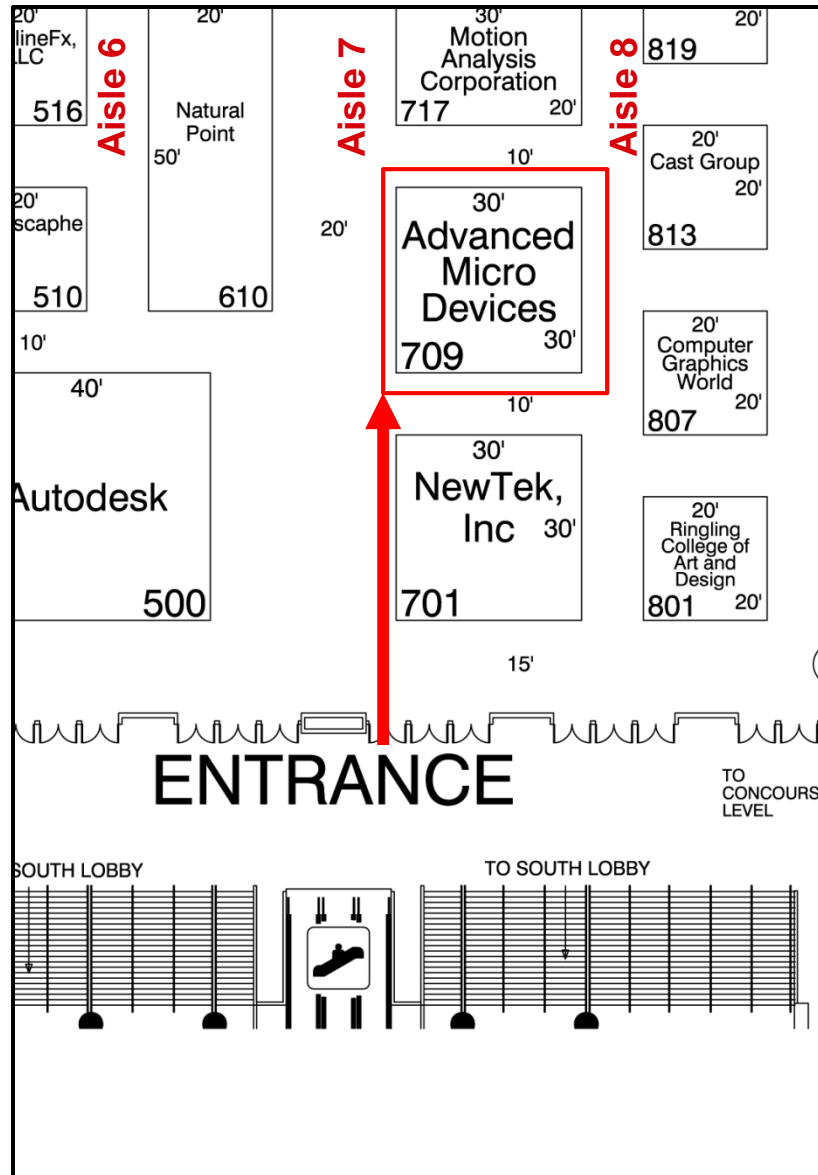 20'
lineFx,
LLC
516
Aisle 6
20'
Natural
Point
50'
610
Aisle 7
30'
Motion
Analysis
Corporation
717
20'
Aisle 8
20'
819
20'
Cast Group
20'
813
20'
scaphe
510
10'
20'
10'
30'
Advanced
Micro
Devices
30'
709
10'
20'
Computer
Graphics
World
20'
807
40'
Autodesk
500
30'
NewTek,
Inc
30'
701
20'
Ringling
College of
Art and
Design
20'
801
15'
ENTRANCE
TO
CONCOURS
LEVEL
SOUTH LOBBY
TO SOUTH LOBBY